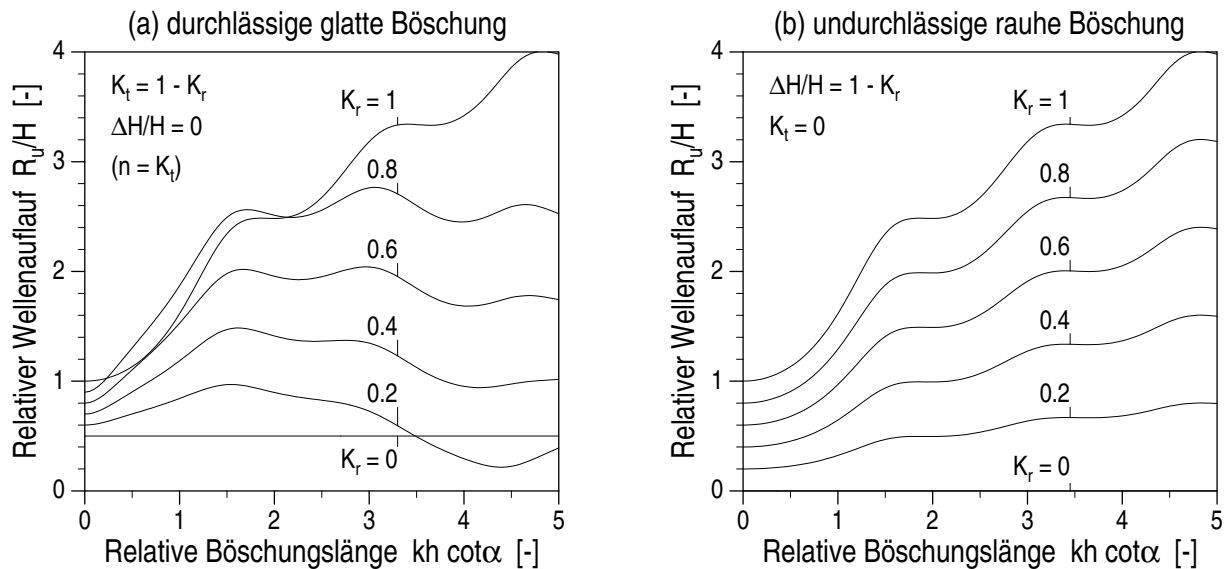 (a) durchlässige glatte Böschung
Relativer Wellenauflauf R_u/H [-]
4
3
2
1
0
K_t = 1 - K_r
ΔH/H = 0
(n = K_t)
K_r = 1
0.8
0.6
0.4
0.2
K_r = 0
0 1 2 3 4 5
Relative Böschungslänge kh cotα [-]
(b) undurchlässige rauhe Böschung
Relativer Wellenauflauf R_u/H [-]
4
3
2
1
0
ΔH/H = 1 - K_r
K_t = 0
K_r = 1
0.8
0.6
0.4
0.2
K_r = 0
0 1 2 3 4 5
Relative Böschungslänge kh cotα [-]